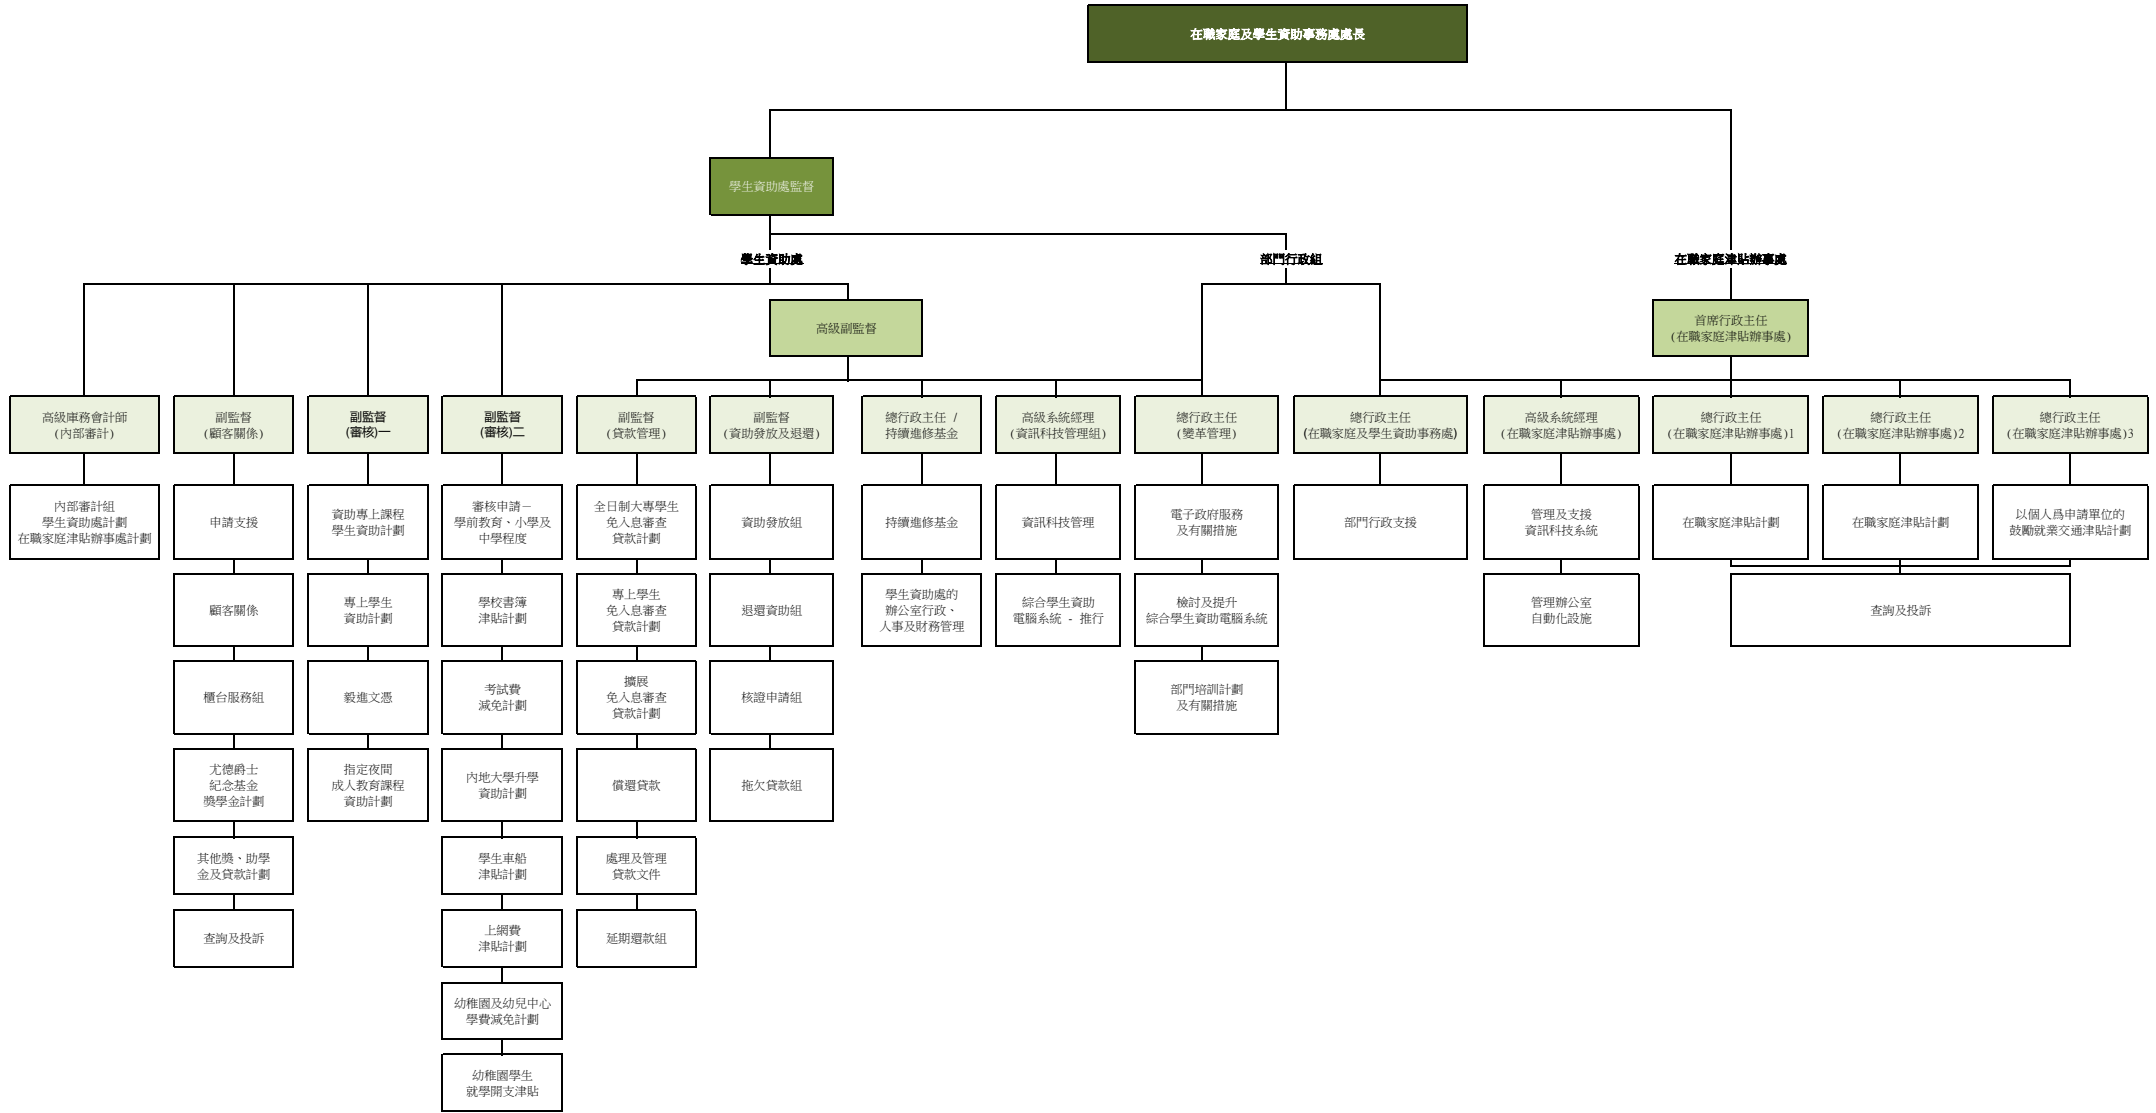 在職家庭及學生資助事務處處長
學生資助處監督
學生資助處
部門行政組
在職家庭津貼辦事處
高級副監督
首席行政主任
(在職家庭津貼辦事處)
高級庫務會計師
(內部審計)
副監督
(顧客關係)
副監督
(審核)一
副監督
(審核)二
副監督
(貸款管理)
副監督
(資助發放及退還)
總行政主任 /
持續進修基金
高級系統經理
(資訊科技管理組)
總行政主任
(變革管理)
總行政主任
(在職家庭及學生資助事務處)
高級系統經理
(在職家庭津貼辦事處)
總行政主任
(在職家庭津貼辦事處)1
總行政主任
(在職家庭津貼辦事處)2
總行政主任
(在職家庭津貼辦事處)3
內部審計組
學生資助處計劃
在職家庭津貼辦事處計劃
申請支援
資助專上課程
學生資助計劃
審核申請－
學前教育、小學及
中學程度
全日制大專學生
免入息審查
貸款計劃
資助發放組
持續進修基金
資訊科技管理
電子政府服務
及有關措施
部門行政支援
管理及支援
資訊科技系統
在職家庭津貼計劃
在職家庭津貼計劃
以個人為申請單位的
鼓勵就業交通津貼計劃
顧客關係
專上學生
資助計劃
學校書簿
津貼計劃
專上學生
免入息審查
貸款計劃
退還資助組
學生資助處的
辦公室行政、
人事及財務管理
綜合學生資助
電腦系統 - 推行
檢討及提升
綜合學生資助電腦系統
管理辦公室
自動化設施
查詢及投訴
櫃台服務組
毅進文憑
考試費
減免計劃
擴展
免入息審查
貸款計劃
核證申請組
部門培訓計劃
及有關措施
尤德爵士
紀念基金
獎學金計劃
指定夜間
成人教育課程
資助計劃
內地大學升學
資助計劃
償還貸款
拖欠貸款組
其他獎、助學
金及貸款計劃
學生車船
津貼計劃
處理及管理
貸款文件
查詢及投訴
上網費
津貼計劃
延期還款組
幼稚園及幼兒中心
學費減免計劃
幼稚園學生
就學開支津貼